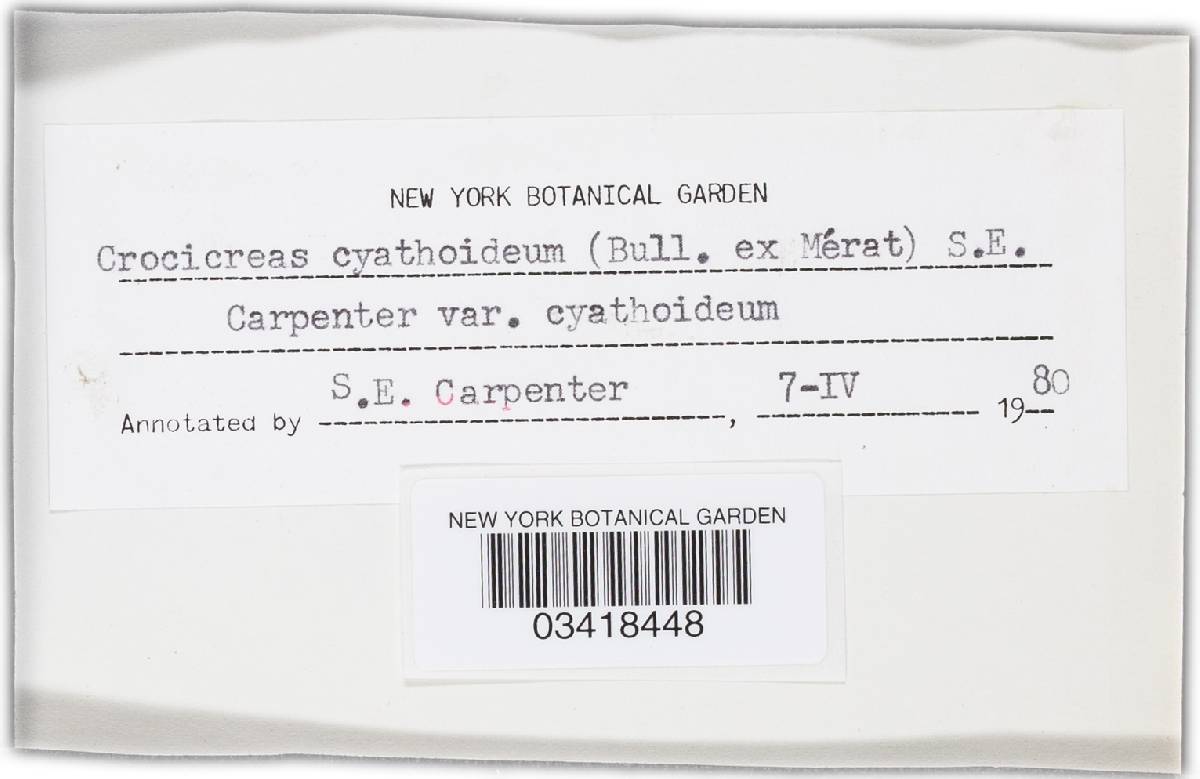 NEW YORK BOTANICAL GARDEN
Crocicreas cyathoideum (Bull. ex Mérat) S.E.
Carpenter var. cyathoideum
S.E. Carpenter 7-IV 80
Annotated by , 19
NEW YORK BOTANICAL GARDEN
03418448